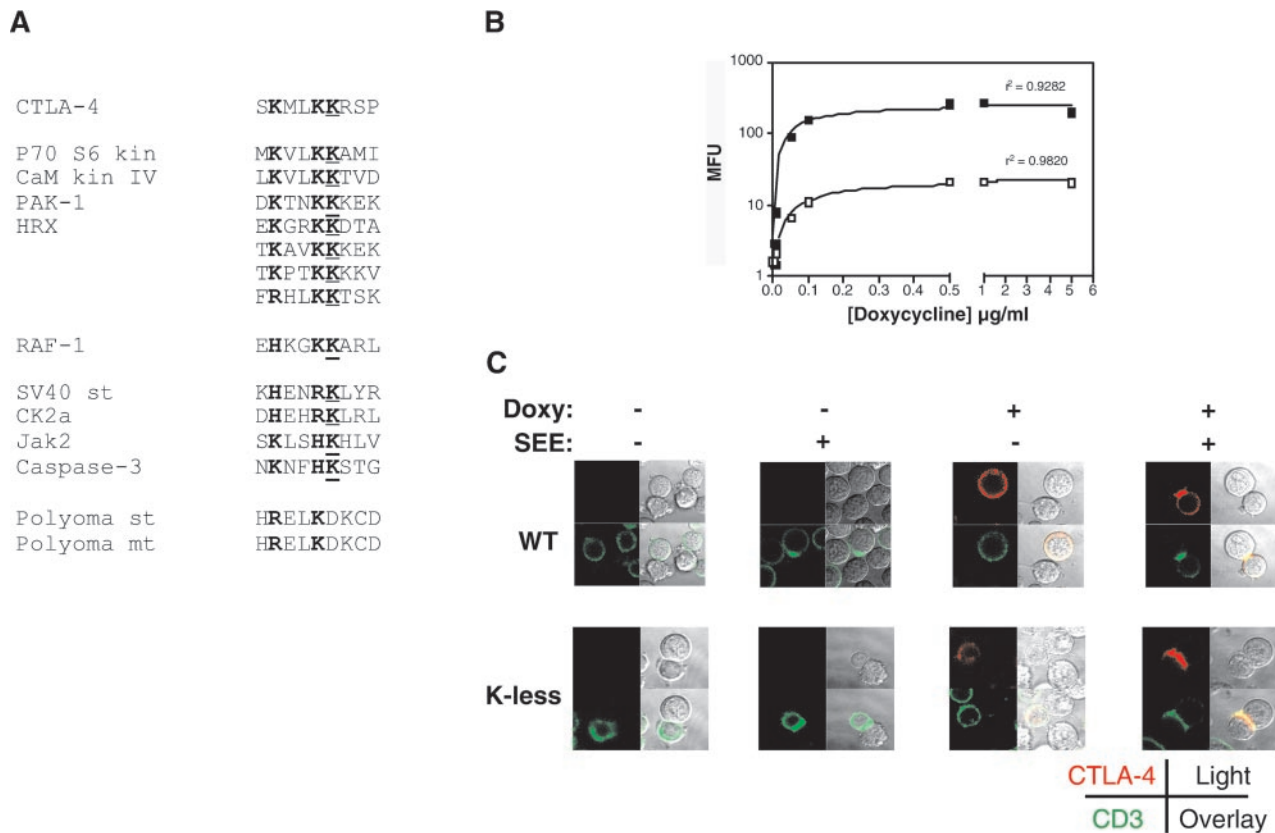 A
CTLA-4 SKMLKKRSP
P70 S6 kin MKVLKKAMI
CaM kin IV LKVLKKTVD
PAK-1 DKTNKKKEK
HRX EKGRKKDTA
TKAVKKKEK
TKPTKKKKV
FRHLKKTSK
RAF-1 EHKGKKARL
SV40 st KHENRKLYR
CK2a DHEHRKLRL
Jak2 SKLSHKHLV
Caspase-3 NKNFHKSTG
Polyoma st HRELKDKCD
Polyoma mt HRELKDKCD
B
1000
100
10
1
MFU
r² = 0.9282
r² = 0.9820
0.0 0.1 0.2 0.3 0.4 0.5 1 2 3 4 5 6
[Doxycycline] µg/ml
C
Doxy: - - + +
SEE: - + - +
WT
K-less
CTLA-4 Light
CD3 Overlay